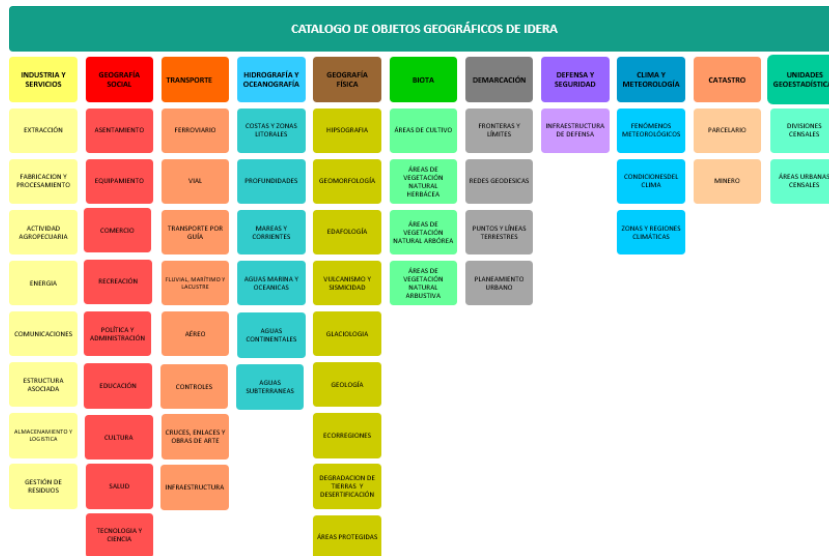 CATALOGO DE OBJETOS GEOGRÁFICOS DE IDERA
INDUSTRIA Y
SERVICIOS
EXTRACCIÓN
FABRICACION Y
PROCESAMIENTO
ACTIVIDAD
AGROPECUARIA
ENERGIA
COMUNICACIONES
ESTRUCTURA
ASOCIADA
ALMACENAMIENTO Y
LOGISTICA
GESTIÓN DE
RESIDUOS
GEOGRAFÍA
SOCIAL
ASENTAMIENTO
EQUIPAMIENTO
COMERCIO
RECREACIÓN
POLÍTICA Y
ADMINISTRACIÓN
EDUCACIÓN
CULTURA
SALUD
TECNOLOGIA Y
CIENCIA
TRANSPORTE
FERROVIARIO
VIAL
TRANSPORTE POR
GUÍA
FLUVIAL, MARÍTIMO Y
LACUSTRE
AÉREO
CONTROLES
CRUCES, ENLACES Y
OBRAS DE ARTE
INFRAESTRUCTURA
HIDROGRAFÍA Y
OCEANOGRAFÍA
COSTAS Y ZONAS
LITORALES
PROFUNDIDADES
MAREAS Y
CORRIENTES
AGUAS MARINA Y
OCEANICAS
AGUAS
CONTINENTALES
AGUAS
SUBTERRANEAS
GEOGRAFÍA
FÍSICA
HIPSOGRAFIA
GEOMORFOLOGÍA
EDAFOLOGÍA
VULCANISMO Y
SISMICIDAD
GLACIOLOGIA
GEOLOGÍA
ECORREGIONES
DEGRADACION DE
TIERRAS Y
DESERTIFICACIÓN
ÁREAS PROTEGIDAS
BIOTA
ÁREAS DE CULTIVO
ÁREAS DE
VEGETACIÓN
NATURAL
HERBÁCEA
ÁREAS DE
VEGETACIÓN
NATURAL ARBÓREA
ÁREAS DE
VEGETACIÓN
NATURAL
ARBUSTIVA
DEMARCACIÓN
FRONTERAS Y
LÍMITES
REDES GEODESICAS
PUNTOS Y LÍNEAS
TERRESTRES
PLANEAMIENTO
URBANO
DEFENSA Y
SEGURIDAD
INFRAESTRUCTURA
DE DEFENSA
CLIMA Y
METEOROLOGÍA
FENÓMENOS
METEOROLÓGICOS
CONDICIONESDEL
CLIMA
ZONAS Y REGIONES
CLIMÁTICAS
CATASTRO
PARCELARIO
MINERO
UNIDADES
GEOESTADÍSTICA
DIVISIONES
CENSALES
ÁREAS URBANAS
CENSALES